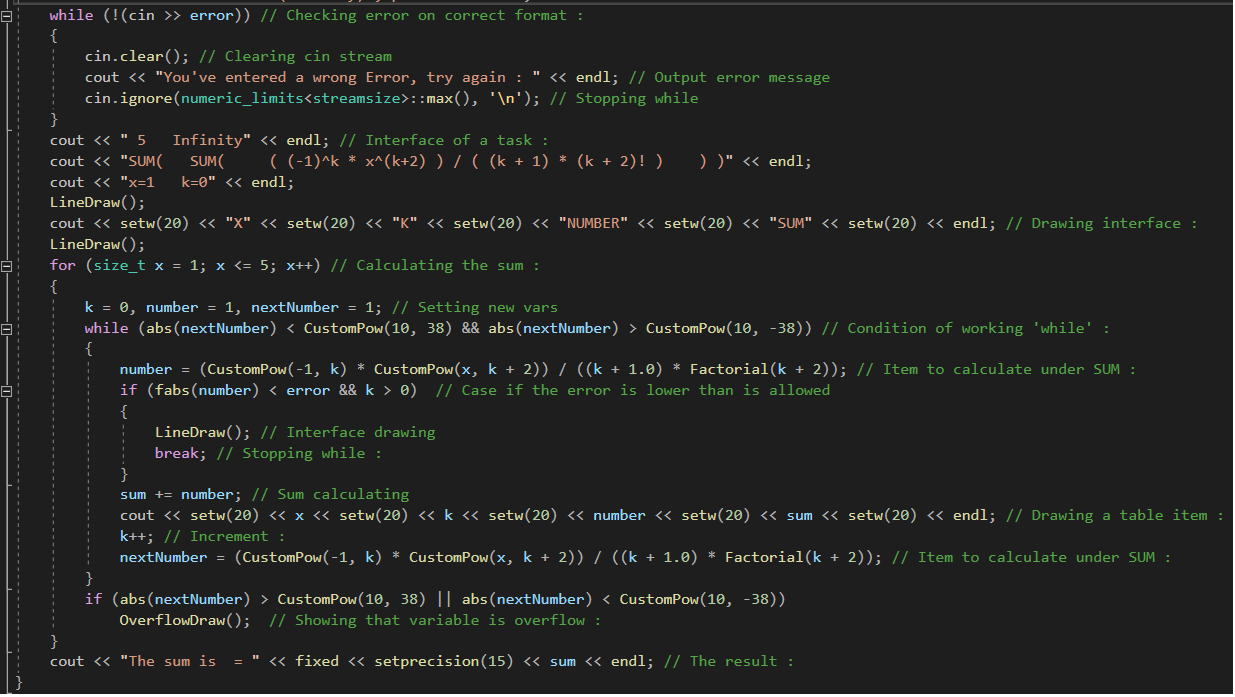 while (!(cin >> error)) // Checking error on correct format :
{
cin.clear(); // Clearing cin stream
cout << "You've entered a wrong Error, try again : " << endl; // Output error message
cin.ignore(numeric_limits<streamsize>::max(), '\n'); // Stopping while
}
cout << " 5   Infinity" << endl; // Interface of a task :
cout << "SUM(   SUM(     ( (-1)^k * x^(k+2) ) / ( (k + 1) * (k + 2)! )    ) )" << endl;
cout << "x=1   k=0" << endl;
LineDraw();
cout << setw(20) << "X" << setw(20) << "K" << setw(20) << "NUMBER" << setw(20) << "SUM" << setw(20) << endl; // Drawing interface :
LineDraw();
for (size_t x = 1; x <= 5; x++) // Calculating the sum :
{
k = 0, number = 1, nextNumber = 1; // Setting new vars
while (abs(nextNumber) < CustomPow(10, 38) && abs(nextNumber) > CustomPow(10, -38)) // Condition of working 'while' :
{
number = (CustomPow(-1, k) * CustomPow(x, k + 2)) / ((k + 1.0) * Factorial(k + 2)); // Item to calculate under SUM :
if (fabs(number) < error && k > 0)  // Case if the error is lower than is allowed
{
LineDraw(); // Interface drawing
break; // Stopping while :
}
sum += number; // Sum calculating
cout << setw(20) << x << setw(20) << k << setw(20) << number << setw(20) << sum << setw(20) << endl; // Drawing a table item :
k++; // Increment :
nextNumber = (CustomPow(-1, k) * CustomPow(x, k + 2)) / ((k + 1.0) * Factorial(k + 2)); // Item to calculate under SUM :
}
if (abs(nextNumber) > CustomPow(10, 38) || abs(nextNumber) < CustomPow(10, -38))
OverflowDraw();  // Showing that variable is overflow :
}
cout << "The sum is  = " << fixed << setprecision(15) << sum << endl; // The result :
}